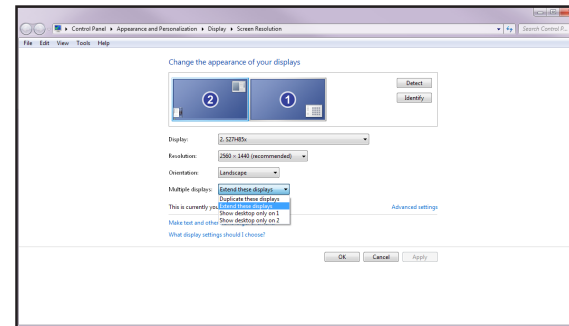 Control Panel ▸ Appearance and Personalization ▸ Display ▸ Screen Resolution
Search Control P...
File Edit View Tools Help
Change the appearance of your displays
2
1
Detect
Identify
Display: 2. S27H85x
Resolution: 2560 × 1440 (recommended)
Orientation: Landscape
Multiple displays: Extend these displays
Duplicate these displays
This is currently you
Extend these displays
Advanced settings
Show desktop only on 1
Make text and other
Show desktop only on 2
What display settings should I choose?
OK Cancel Apply